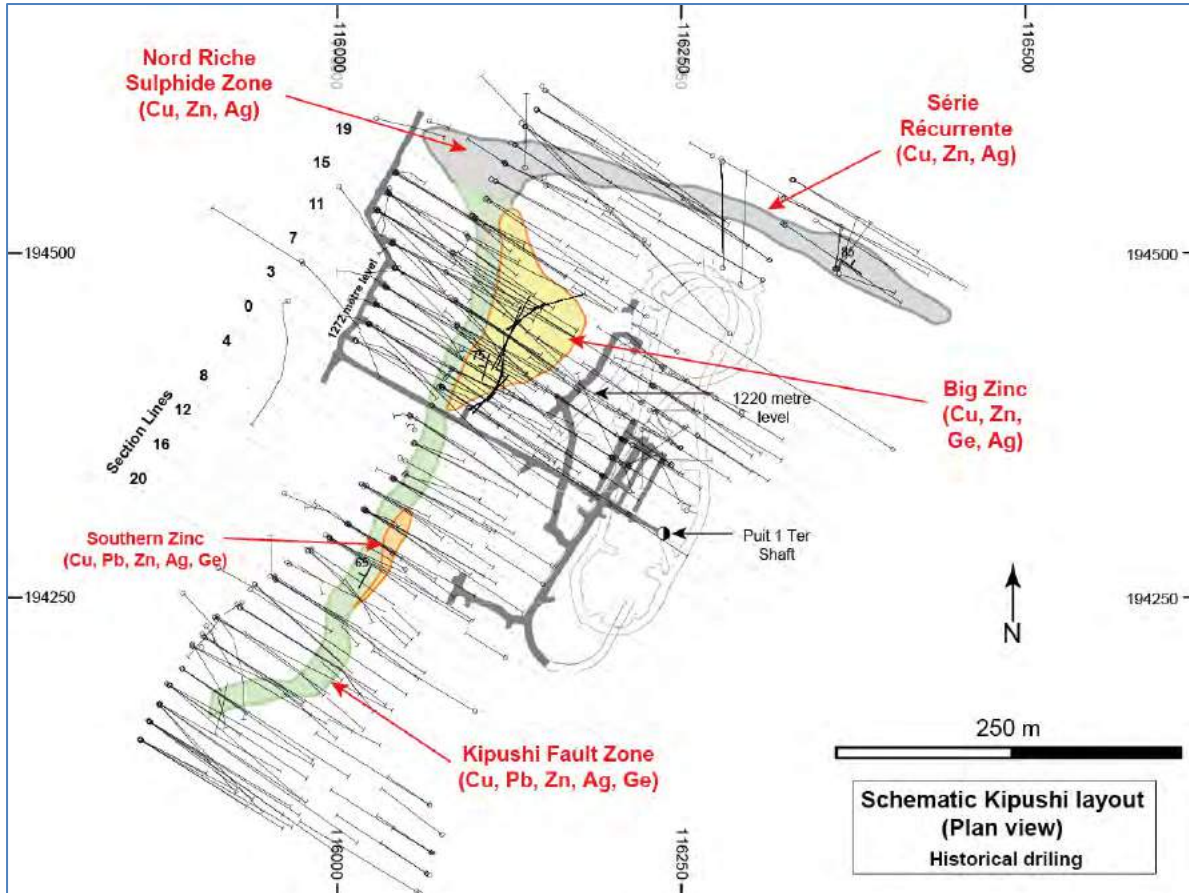 116000
116250
116500
Nord Riche
Sulphide Zone
(Cu, Zn, Ag)
Série
Récurrente
(Cu, Zn, Ag)
19
15
11
7
3
0
4
8
12
16
20
Section Lines
194500
194500
1272 metre level
85
75
1220 metre
level
Big Zinc
(Cu, Zn,
Ge, Ag)
Puit 1 Ter
Shaft
Southern Zinc
(Cu, Pb, Zn, Ag, Ge)
65
194250
194250
N
Kipushi Fault Zone
(Cu, Pb, Zn, Ag, Ge)
250 m
Schematic Kipushi layout
(Plan view)
Historical driling
116000
116250